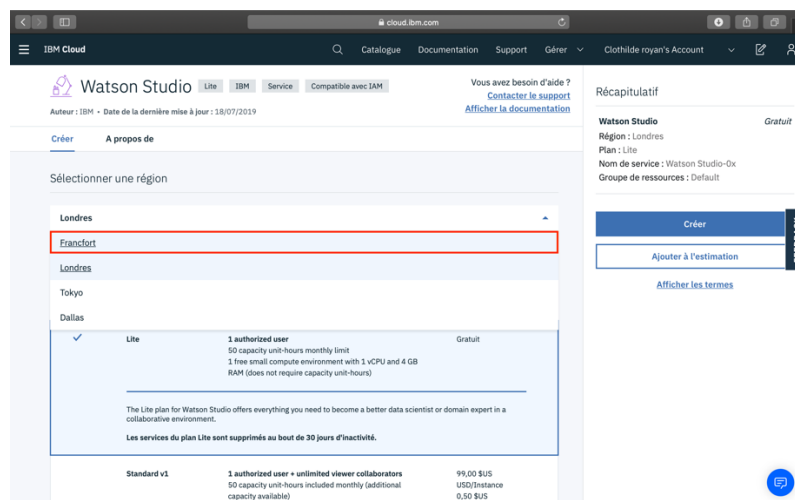 cloud.ibm.com
IBM Cloud
Catalogue
Documentation
Support
Gérer
Clothilde royan's Account
Watson Studio
Lite
IBM
Service
Compatible avec IAM
Auteur : IBM • Date de la dernière mise à jour : 18/07/2019
Vous avez besoin d'aide ?
Contacter le support
Afficher la documentation
Créer
A propos de
Sélectionner une région
Londres
Francfort
Londres
Tokyo
Dallas
Lite
1 authorized user
Gratuit
50 capacity unit-hours monthly limit
1 free small compute environment with 1 vCPU and 4 GB
RAM (does not require capacity unit-hours)
The Lite plan for Watson Studio offers everything you need to become a better data scientist or domain expert in a
collaborative environment.
Les services du plan Lite sont supprimés au bout de 30 jours d'inactivité.
Standard v1
1 authorized user + unlimited viewer collaborators
99,00 $US
50 capacity unit-hours included monthly (additional
USD/Instance
capacity available)
0,50 $US
Récapitulatif
Watson Studio
Gratuit
Région : Londres
Plan : Lite
Nom de service : Watson Studio-0x
Groupe de ressources : Default
Créer
Ajouter à l'estimation
Afficher les termes